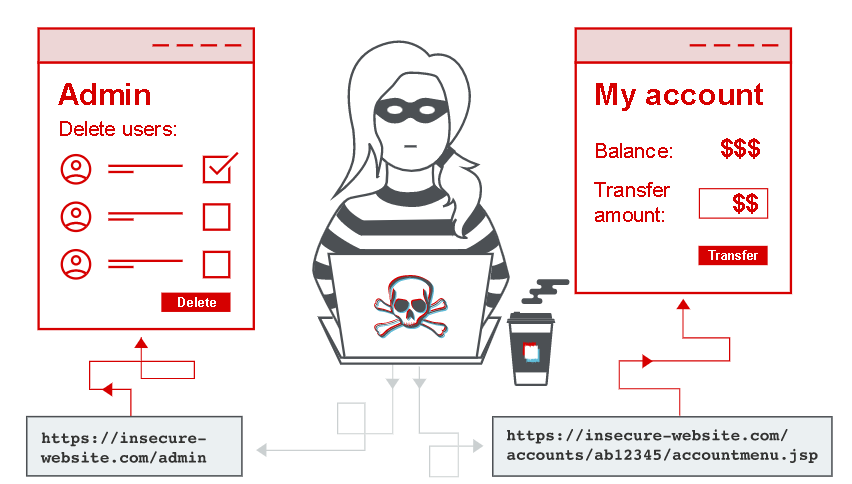 Admin
Delete users:
Delete
https://insecure-
website.com/admin
My account
Balance: $$$
Transfer
amount: $$
Transfer
https://insecure-website.com/
accounts/ab12345/accountmenu.jsp